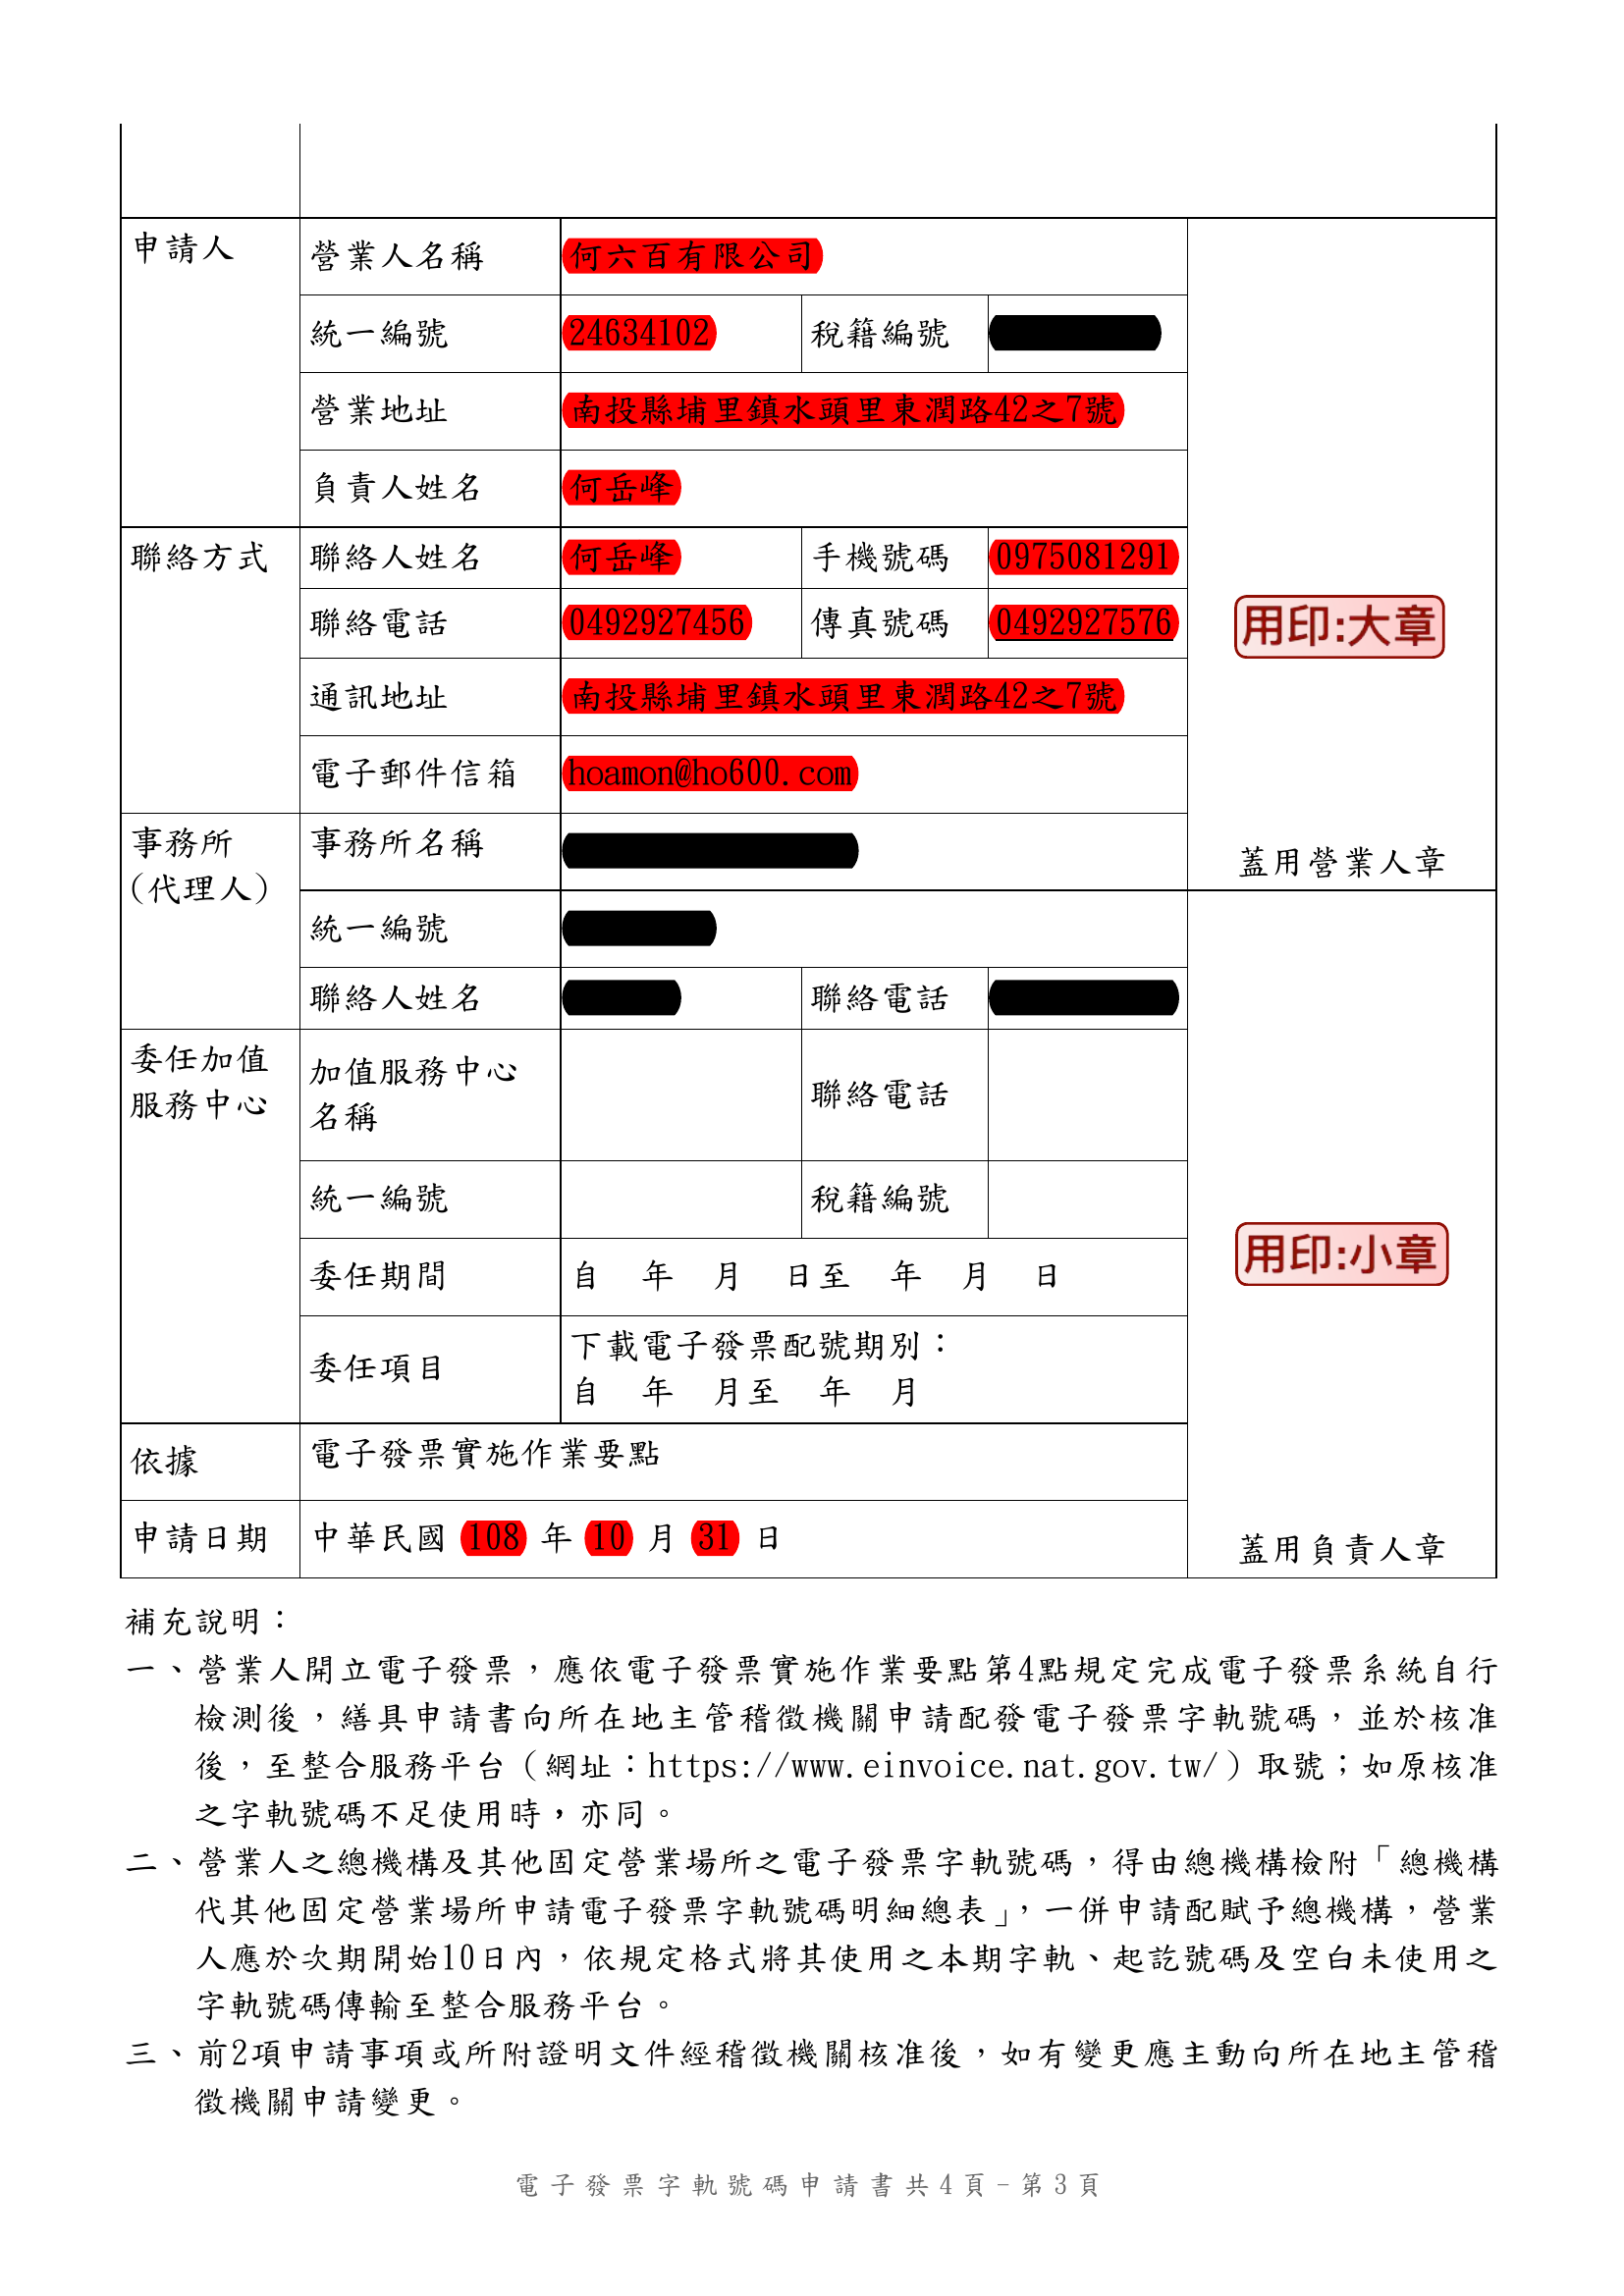 申請人
營業人名稱
何六百有限公司
統一編號
24634102
稅籍編號
營業地址
南投縣埔里鎮水頭里東潤路42之7號
負責人姓名
何岳峰
聯絡方式
聯絡人姓名
何岳峰
手機號碼
0975081291
聯絡電話
0492927456
傳真號碼
0492927576
通訊地址
南投縣埔里鎮水頭里東潤路42之7號
電子郵件信箱
hoamon@ho600.com
用印:大章
蓋用營業人章
事務所
(代理人)
事務所名稱
統一編號
聯絡人姓名
聯絡電話
委任加值
服務中心
加值服務中心
名稱
聯絡電話
統一編號
稅籍編號
委任期間
自 年 月 日至 年 月 日
委任項目
下載電子發票配號期別：
自 年 月至 年 月
依據
電子發票實施作業要點
申請日期
中華民國 108 年 10 月 31 日
用印:小章
蓋用負責人章
補充說明：
一、營業人開立電子發票，應依電子發票實施作業要點第4點規定完成電子發票系統自行
檢測後，繕具申請書向所在地主管稽徵機關申請配發電子發票字軌號碼，並於核准
後，至整合服務平台（網址：https://www.einvoice.nat.gov.tw/）取號；如原核准
之字軌號碼不足使用時，亦同。
二、營業人之總機構及其他固定營業場所之電子發票字軌號碼，得由總機構檢附「總機構
代其他固定營業場所申請電子發票字軌號碼明細總表」，一併申請配賦予總機構，營業
人應於次期開始10日內，依規定格式將其使用之本期字軌、起訖號碼及空白未使用之
字軌號碼傳輸至整合服務平台。
三、前2項申請事項或所附證明文件經稽徵機關核准後，如有變更應主動向所在地主管稽
徵機關申請變更。
電子發票字軌號碼申請書共4頁-第3頁